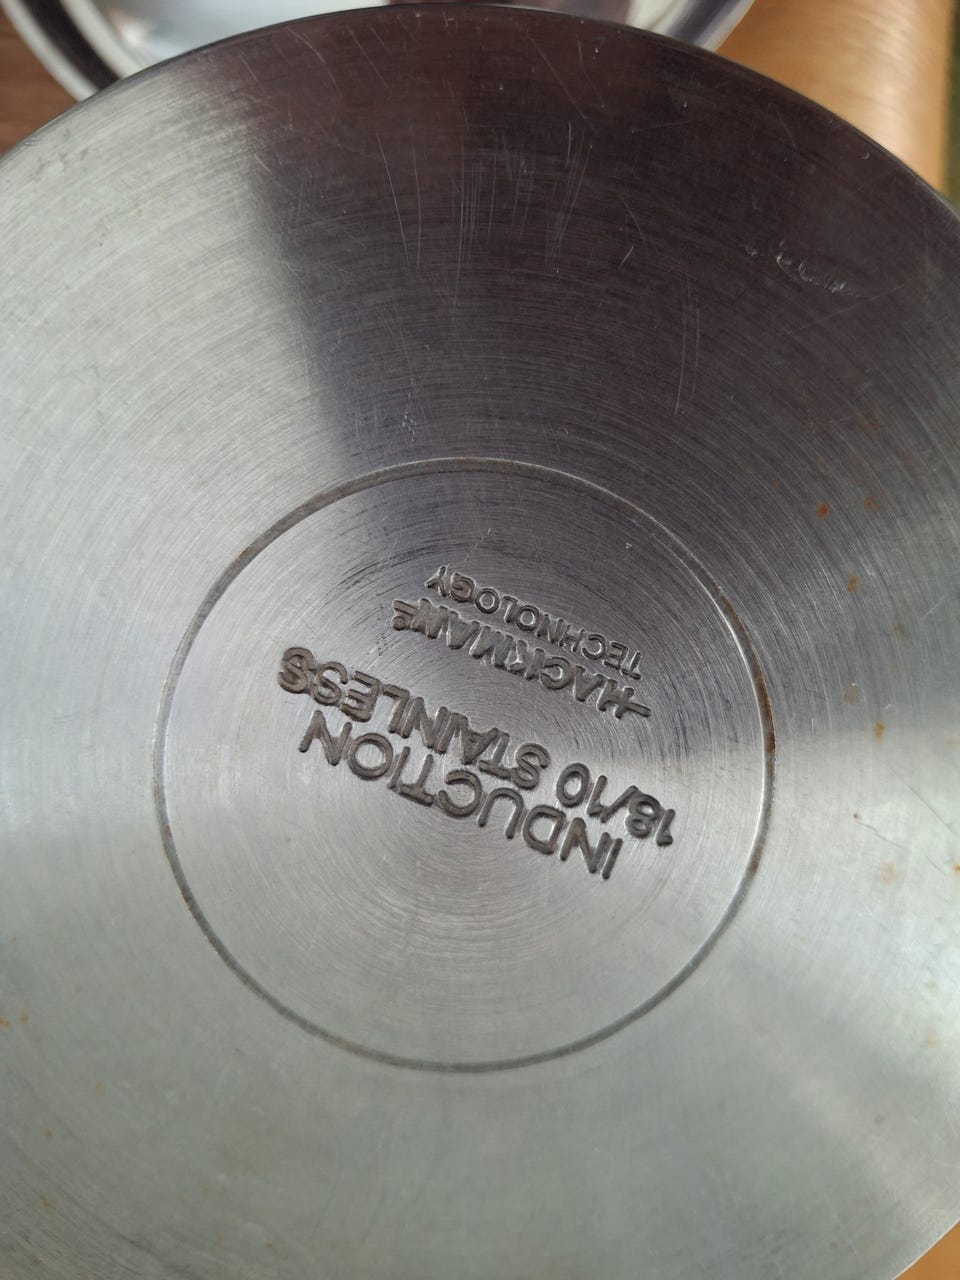 INDUCTION
18/10 STAINLESS
HACKMAN
TECHNOLOGY